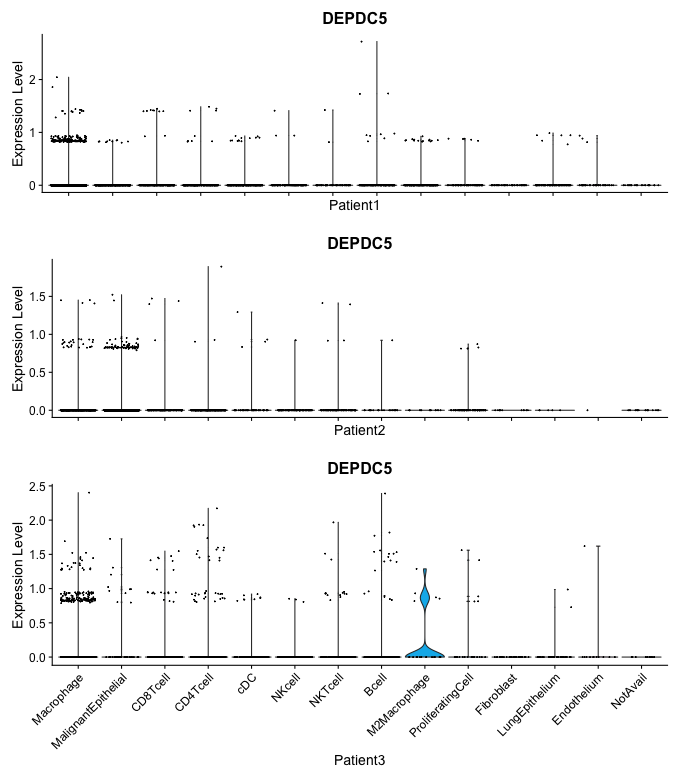 DEPDC5
Expression Level
2
1
0
Patient1
DEPDC5
Expression Level
1.5
1.0
0.5
0.0
Patient2
DEPDC5
Expression Level
2.5
2.0
1.5
1.0
0.5
0.0
Macrophage
MalignantEpithelial
CD8Tcell
CD4Tcell
cDC
NKcell
NKTcell
Bcell
M2Macrophage
ProliferatingCell
Fibroblast
LungEpithelium
Endothelium
NotAvail
Patient3